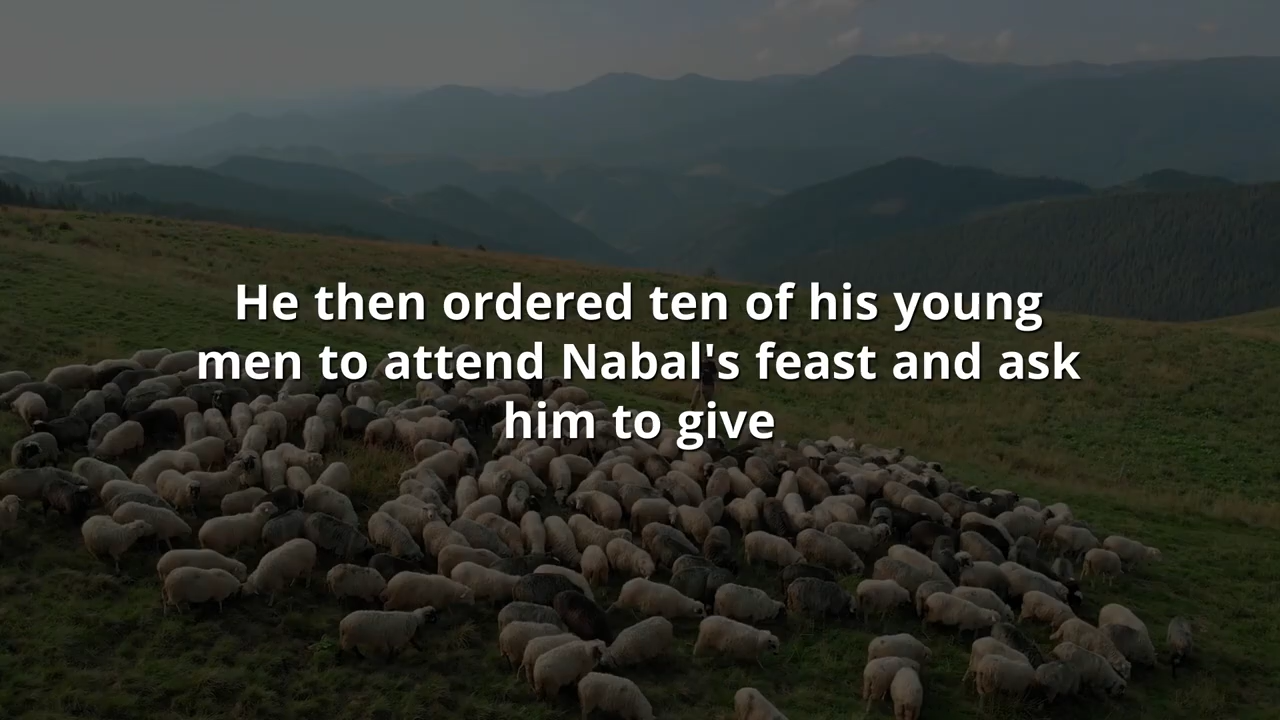 He then ordered ten of his young
men to attend Nabal's feast and ask
him to give